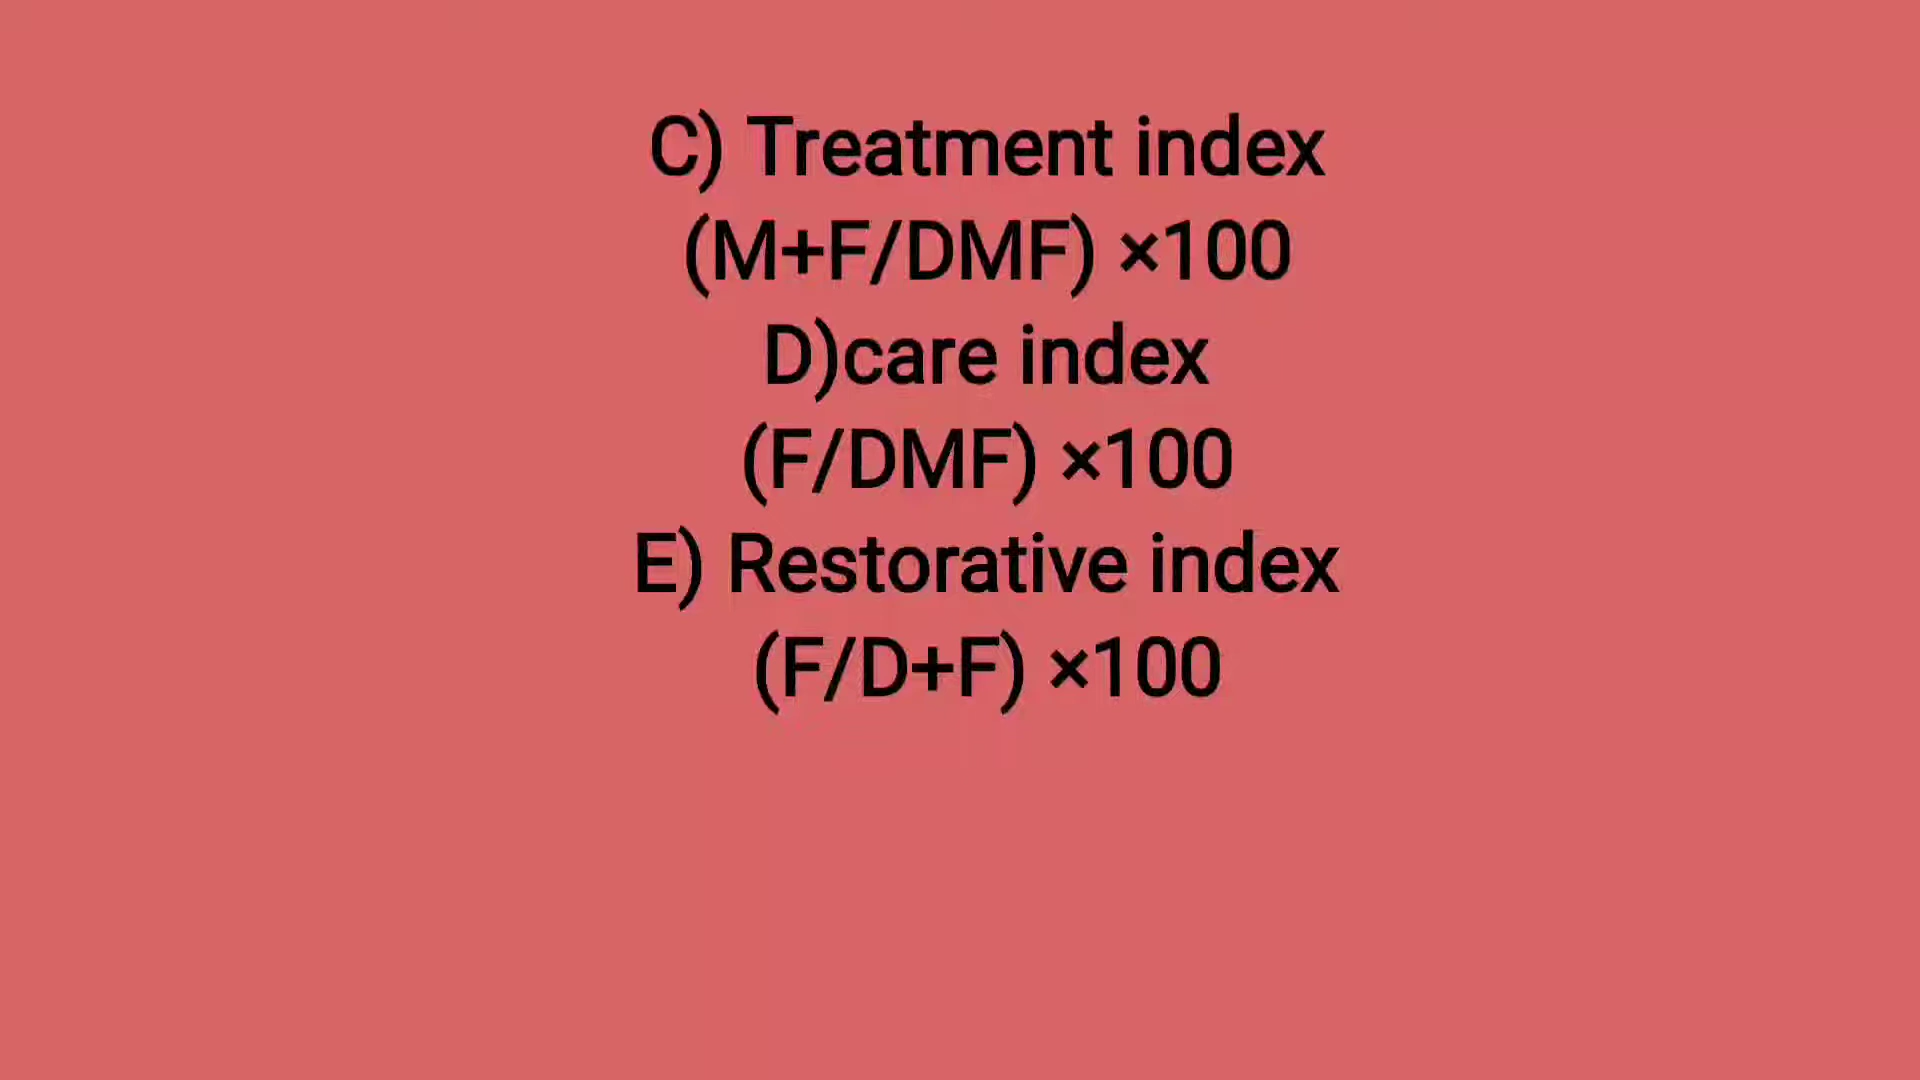 C) Treatment index
(M+F/DMF) ×100
D)care index
(F/DMF) ×100
E) Restorative index
(F/D+F) ×100